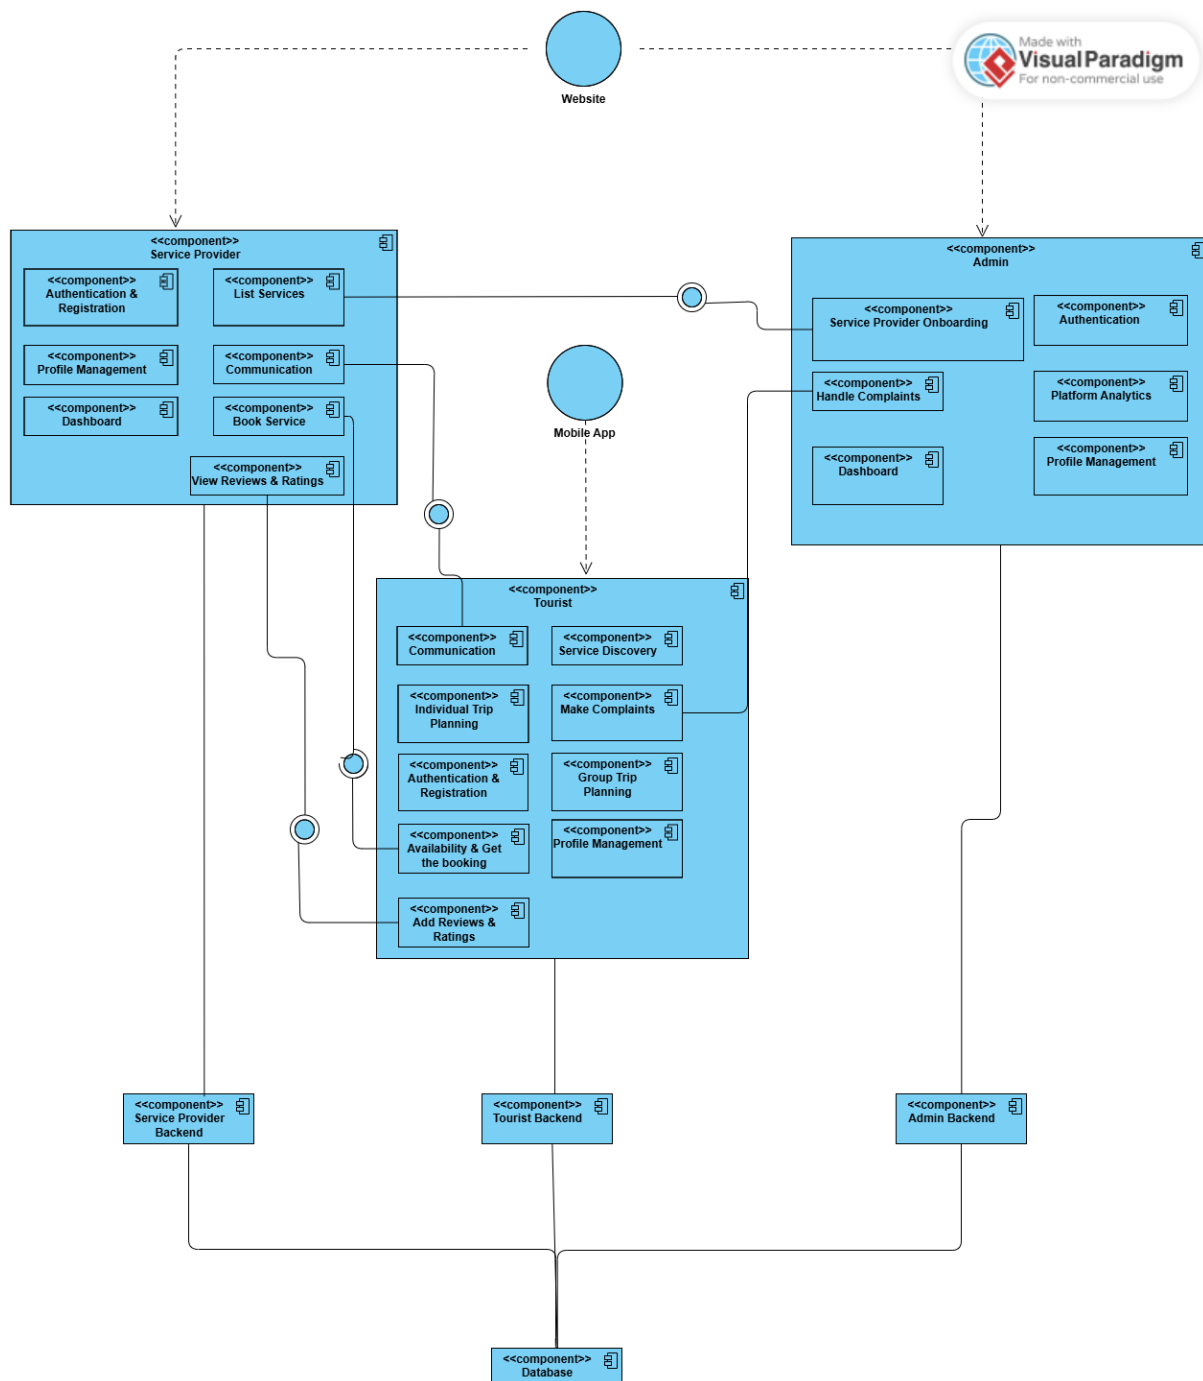 Website
Made with
Visual Paradigm
For non-commercial use
<<component>>
Service Provider
<<component>>
Authentication &
Registration
<<component>>
List Services
<<component>>
Profile Management
<<component>>
Communication
<<component>>
Dashboard
<<component>>
Book Service
<<component>>
View Reviews & Ratings
<<component>>
Admin
<<component>>
Service Provider Onboarding
<<component>>
Authentication
<<component>>
Handle Complaints
<<component>>
Platform Analytics
<<component>>
Dashboard
<<component>>
Profile Management
Mobile App
<<component>>
Tourist
<<component>>
Communication
<<component>>
Service Discovery
<<component>>
Individual Trip
Planning
<<component>>
Make Complaints
<<component>>
Authentication &
Registration
<<component>>
Group Trip
Planning
<<component>>
Availability & Get
the booking
<<component>>
Profile Management
<<component>>
Add Reviews &
Ratings
<<component>>
Service Provider
Backend
<<component>>
Tourist Backend
<<component>>
Admin Backend
<<component>>
Database